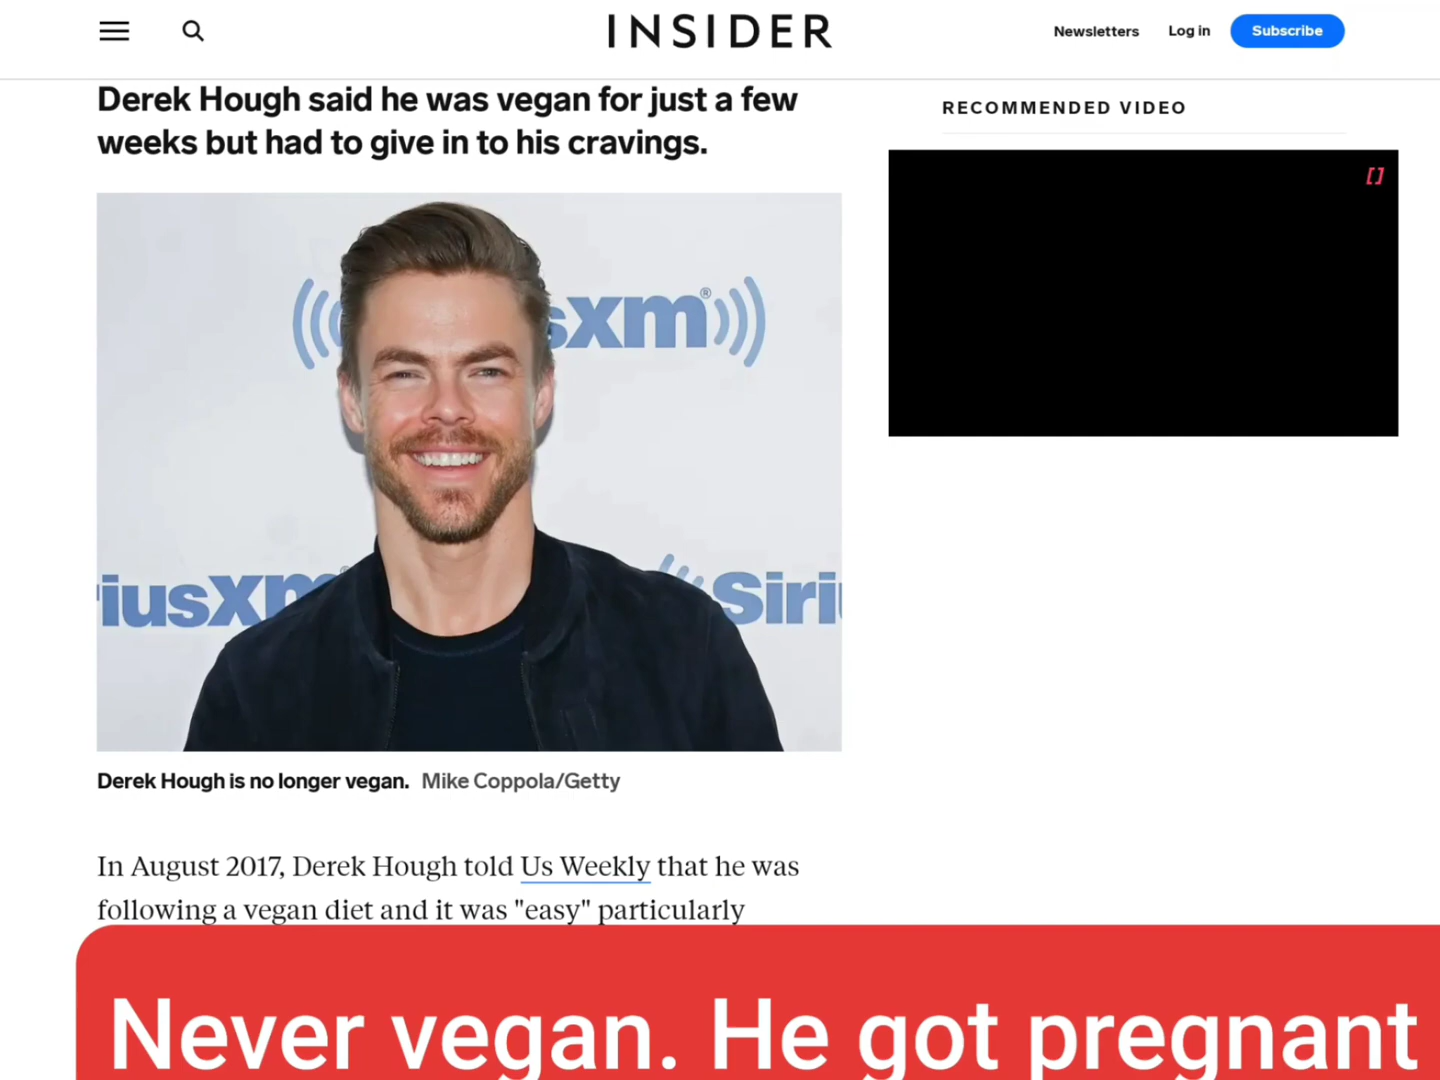 INSIDER
Newsletters
Log in
Subscribe
Derek Hough said he was vegan for just a few
weeks but had to give in to his cravings.
RECOMMENDED VIDEO
[ ]
sxm®
iusxm
Siri
Derek Hough is no longer vegan. Mike Coppola/Getty
In August 2017, Derek Hough told Us Weekly that he was
following a vegan diet and it was "easy" particularly
Never vegan. He got pregnant